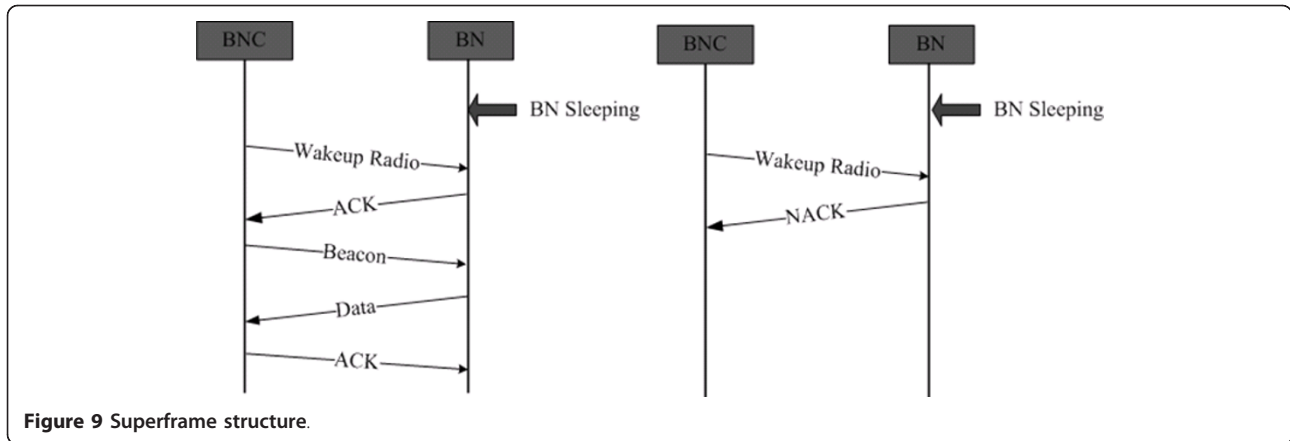 BNC
BN
BN Sleeping
Wakeup Radio
ACK
Beacon
Data
ACK
BNC
BN
BN Sleeping
Wakeup Radio
NACK
Figure 9 Superframe structure.